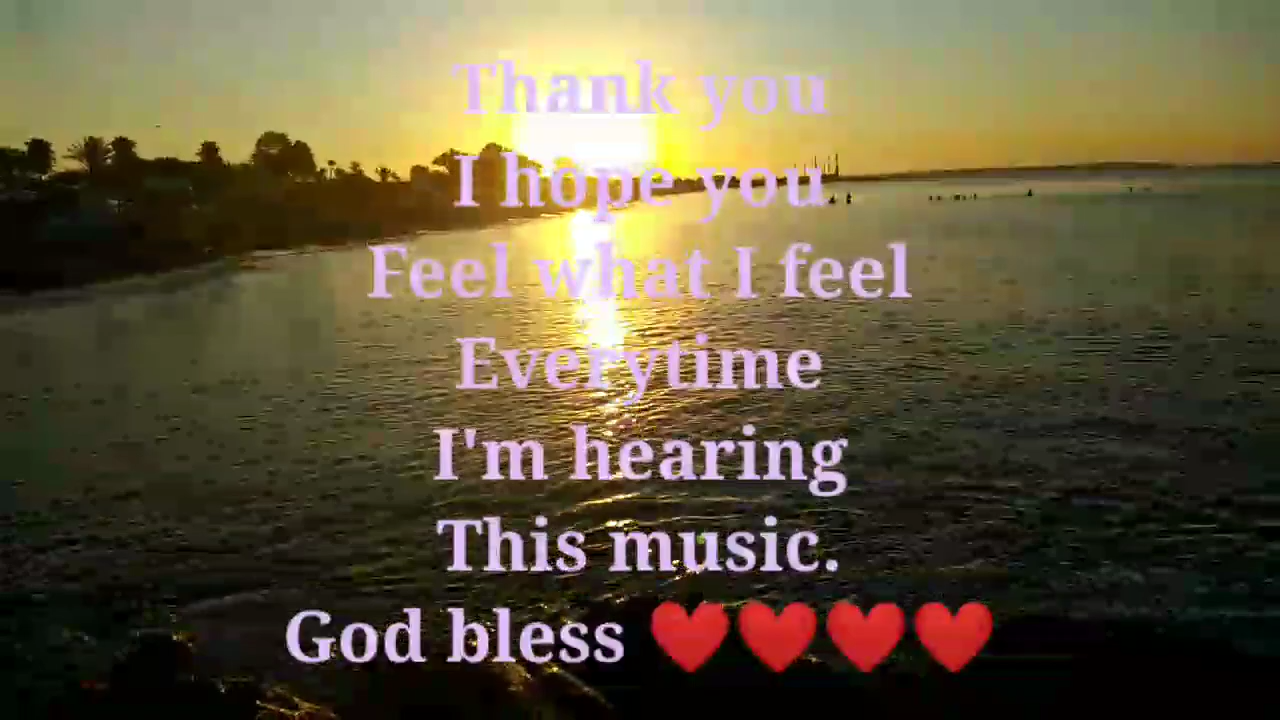 Thank you
I hope you
Feel what I feel
Everytime
I'm hearing
This music.
God bless ❤️❤️❤️❤️